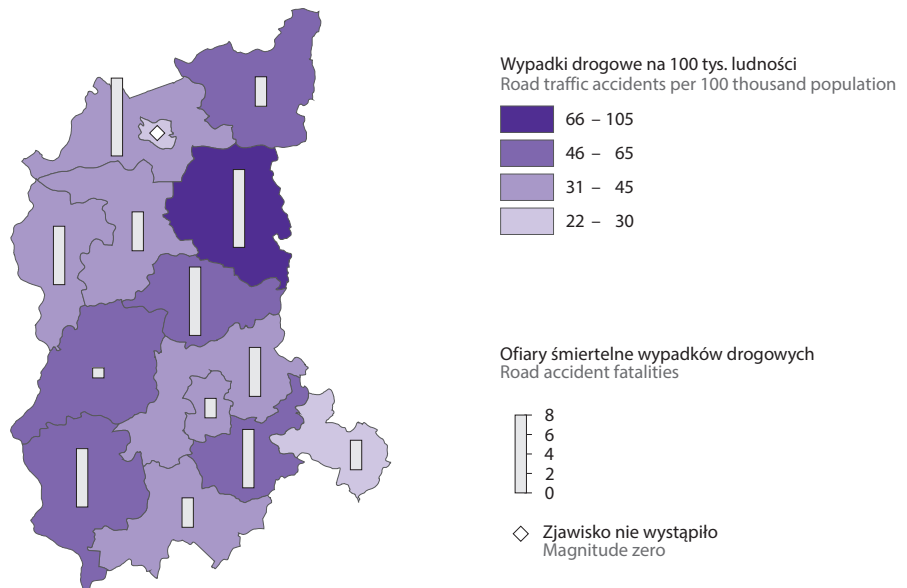 Wypadki drogowe na 100 tys. ludności
Road traffic accidents per 100 thousand population
66 – 105
46 – 65
31 – 45
22 – 30
Ofiary śmiertelne wypadków drogowych
Road accident fatalities
8
6
4
2
0
Zjawisko nie wystąpiło
Magnitude zero